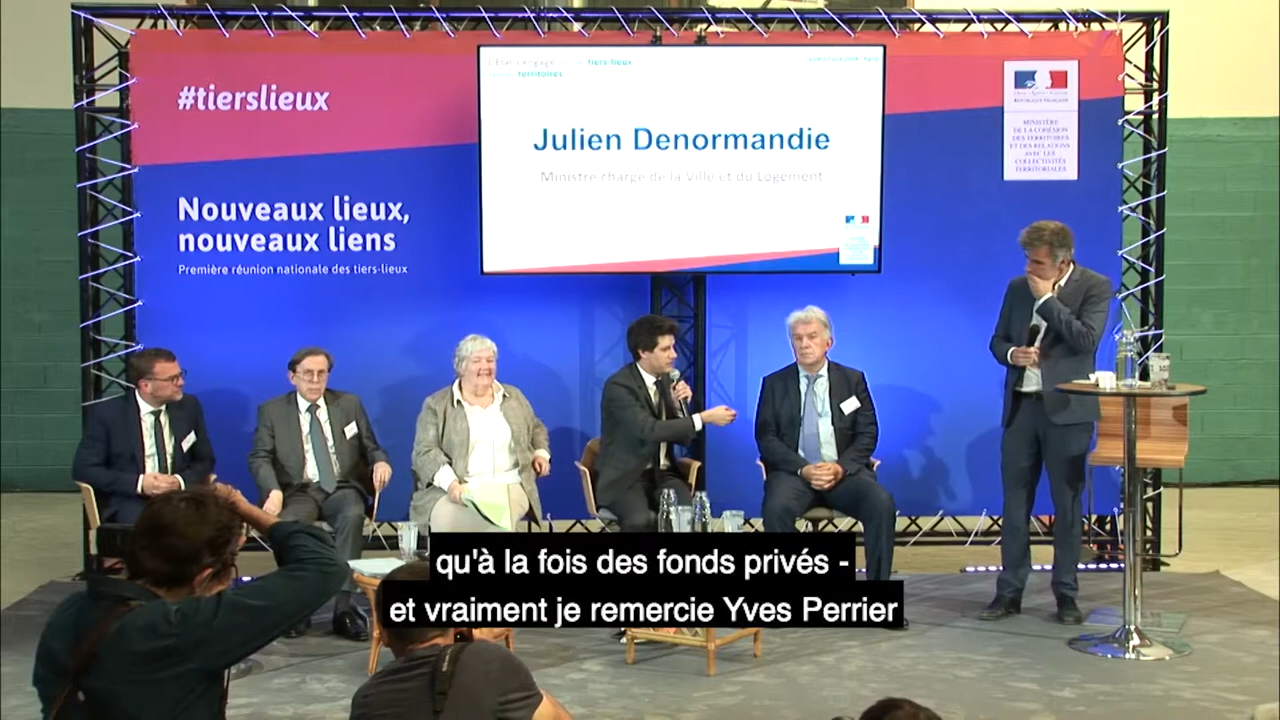 #tierslieux
Nouveaux lieux,
nouveaux liens
Première réunion nationale des tiers-lieux
L'État s'engage
tiers-lieux
territoires
Julien Denormandie
Ministre chargé de la Ville et du Logement
RÉPUBLIQUE FRANÇAISE
MINISTÈRE
DE LA COHÉSION
DES TERRITOIRES
ET DES RELATIONS
AVEC LES
COLLECTIVITÉS
TERRITORIALES
qu'à la fois des fonds privés -
et vraiment je remercie Yves Perrier